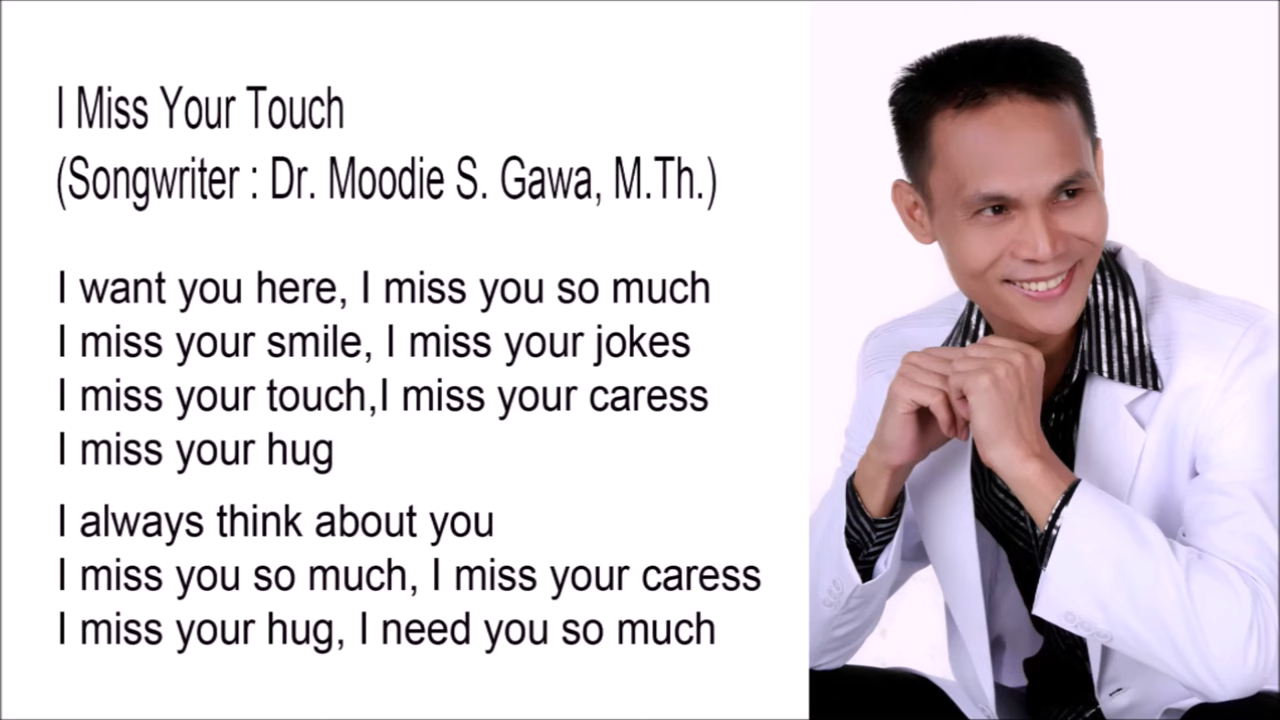 I Miss Your Touch
(Songwriter : Dr. Moodie S. Gawa, M.Th.)
I want you here, I miss you so much
I miss your smile, I miss your jokes
I miss your touch,I miss your caress
I miss your hug
I always think about you
I miss you so much, I miss your caress
I miss your hug, I need you so much